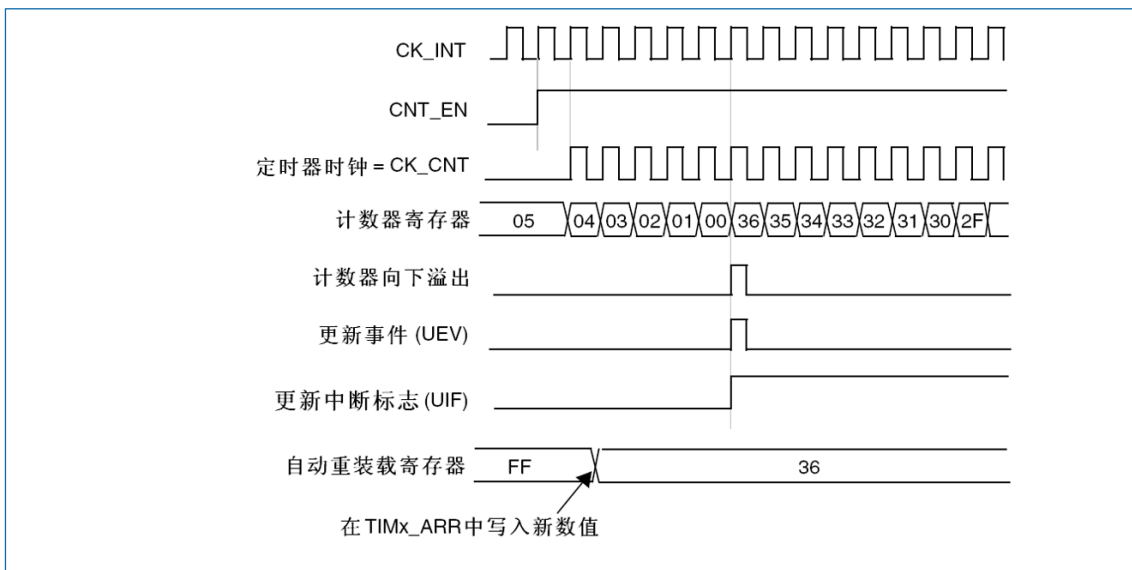 CK_INT
CNT_EN
定时器时钟 = CK_CNT
计数器寄存器 05 04 03 02 01 00 36 35 34 33 32 31 30 2F
计数器向下溢出
更新事件 (UEV)
更新中断标志 (UIF)
自动重装载寄存器 FF 36
在TIMx_ARR中写入新数值